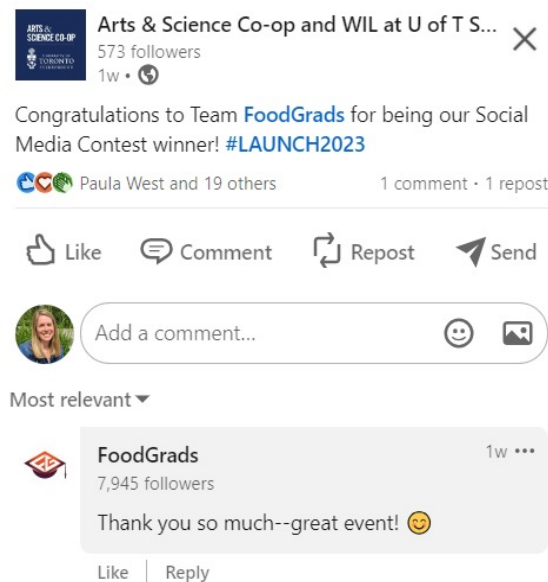 ARTS &
SCIENCE CO-OP
UNIVERSITY OF
TORONTO
Arts & Science Co-op and WIL at U of T S...
573 followers
1w •
Congratulations to Team FoodGrads for being our Social
Media Contest winner! #LAUNCH2023
Paula West and 19 others 1 comment · 1 repost
Like Comment Repost Send
Add a comment...
Most relevant
FoodGrads 1w •••
7,945 followers
Thank you so much--great event! 😊
Like Reply